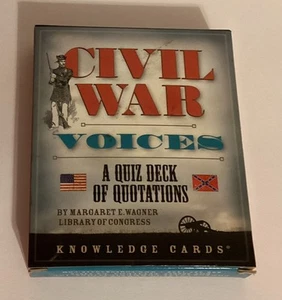 CIVIL
WAR
VOICES
A QUIZ DECK
OF QUOTATIONS
BY MARGARET E. WAGNER
LIBRARY OF CONGRESS
KNOWLEDGE CARDS®